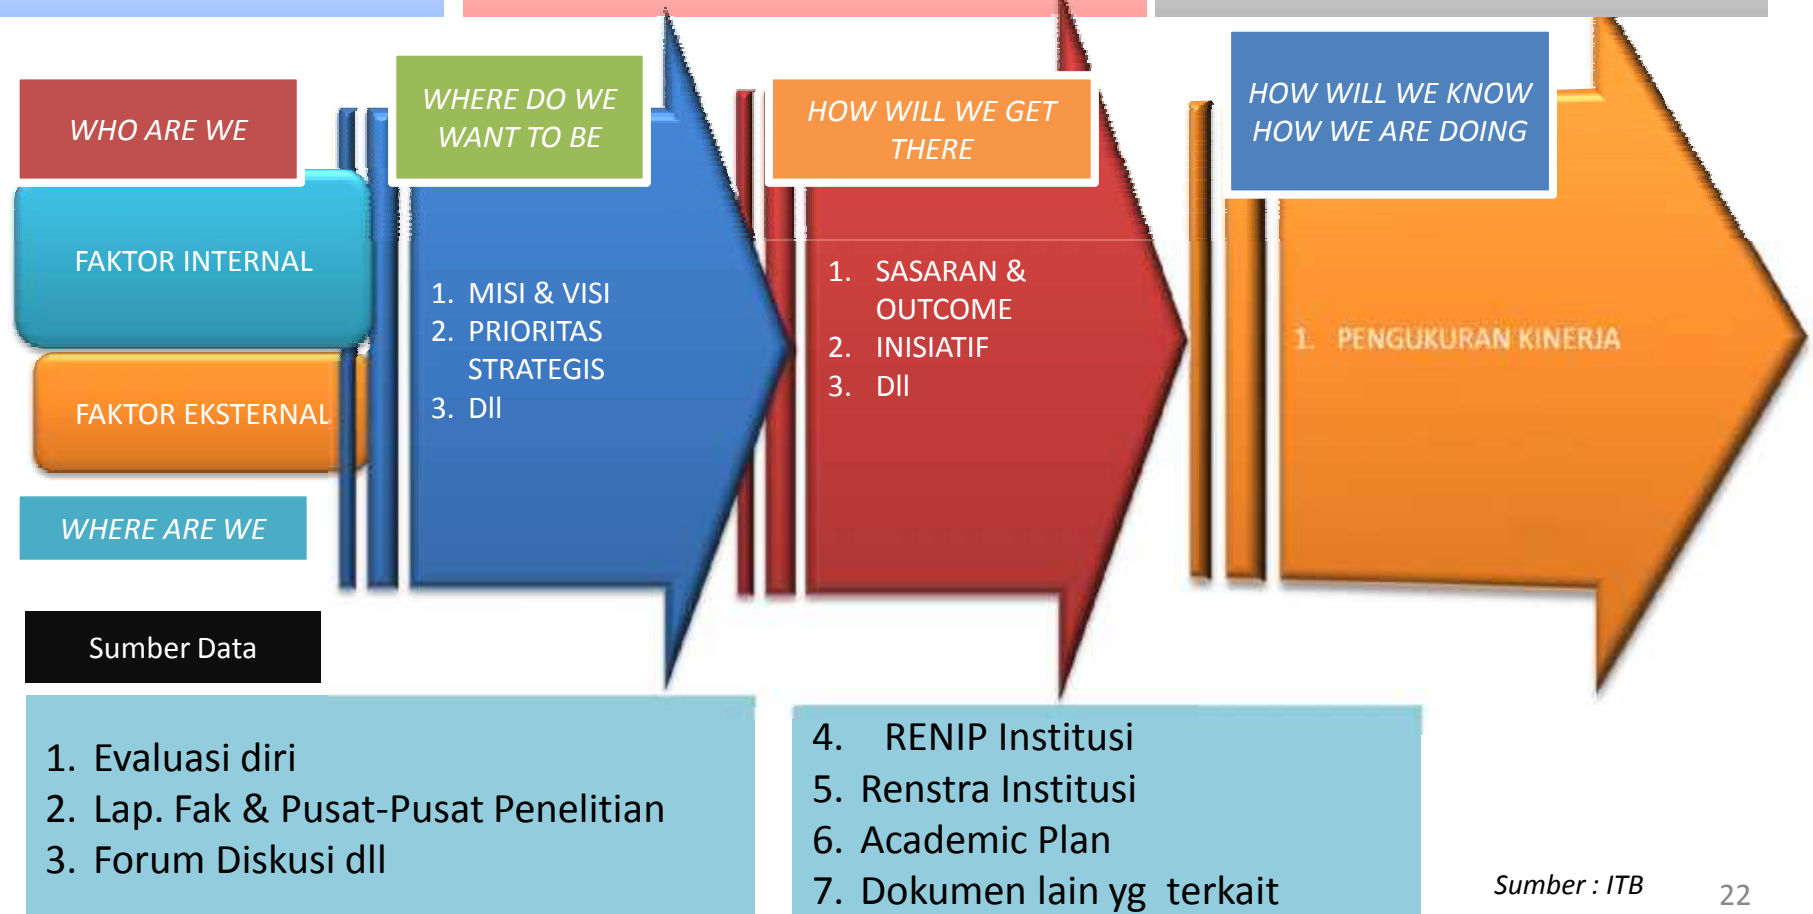 WHO ARE WE
FAKTOR INTERNAL
FAKTOR EKSTERNAL
WHERE ARE WE
WHERE DO WE
WANT TO BE
1. MISI & VISI
2. PRIORITAS
STRATEGIS
3. Dll
HOW WILL WE GET
THERE
1. SASARAN &
OUTCOME
2. INISIATIF
3. Dll
HOW WILL WE KNOW
HOW WE ARE DOING
1. PENGUKURAN KINERJA
Sumber Data
1. Evaluasi diri
2. Lap. Fak & Pusat-Pusat Penelitian
3. Forum Diskusi dll
4. RENIP Institusi
5. Renstra Institusi
6. Academic Plan
7. Dokumen lain yg terkait
Sumber : ITB
22